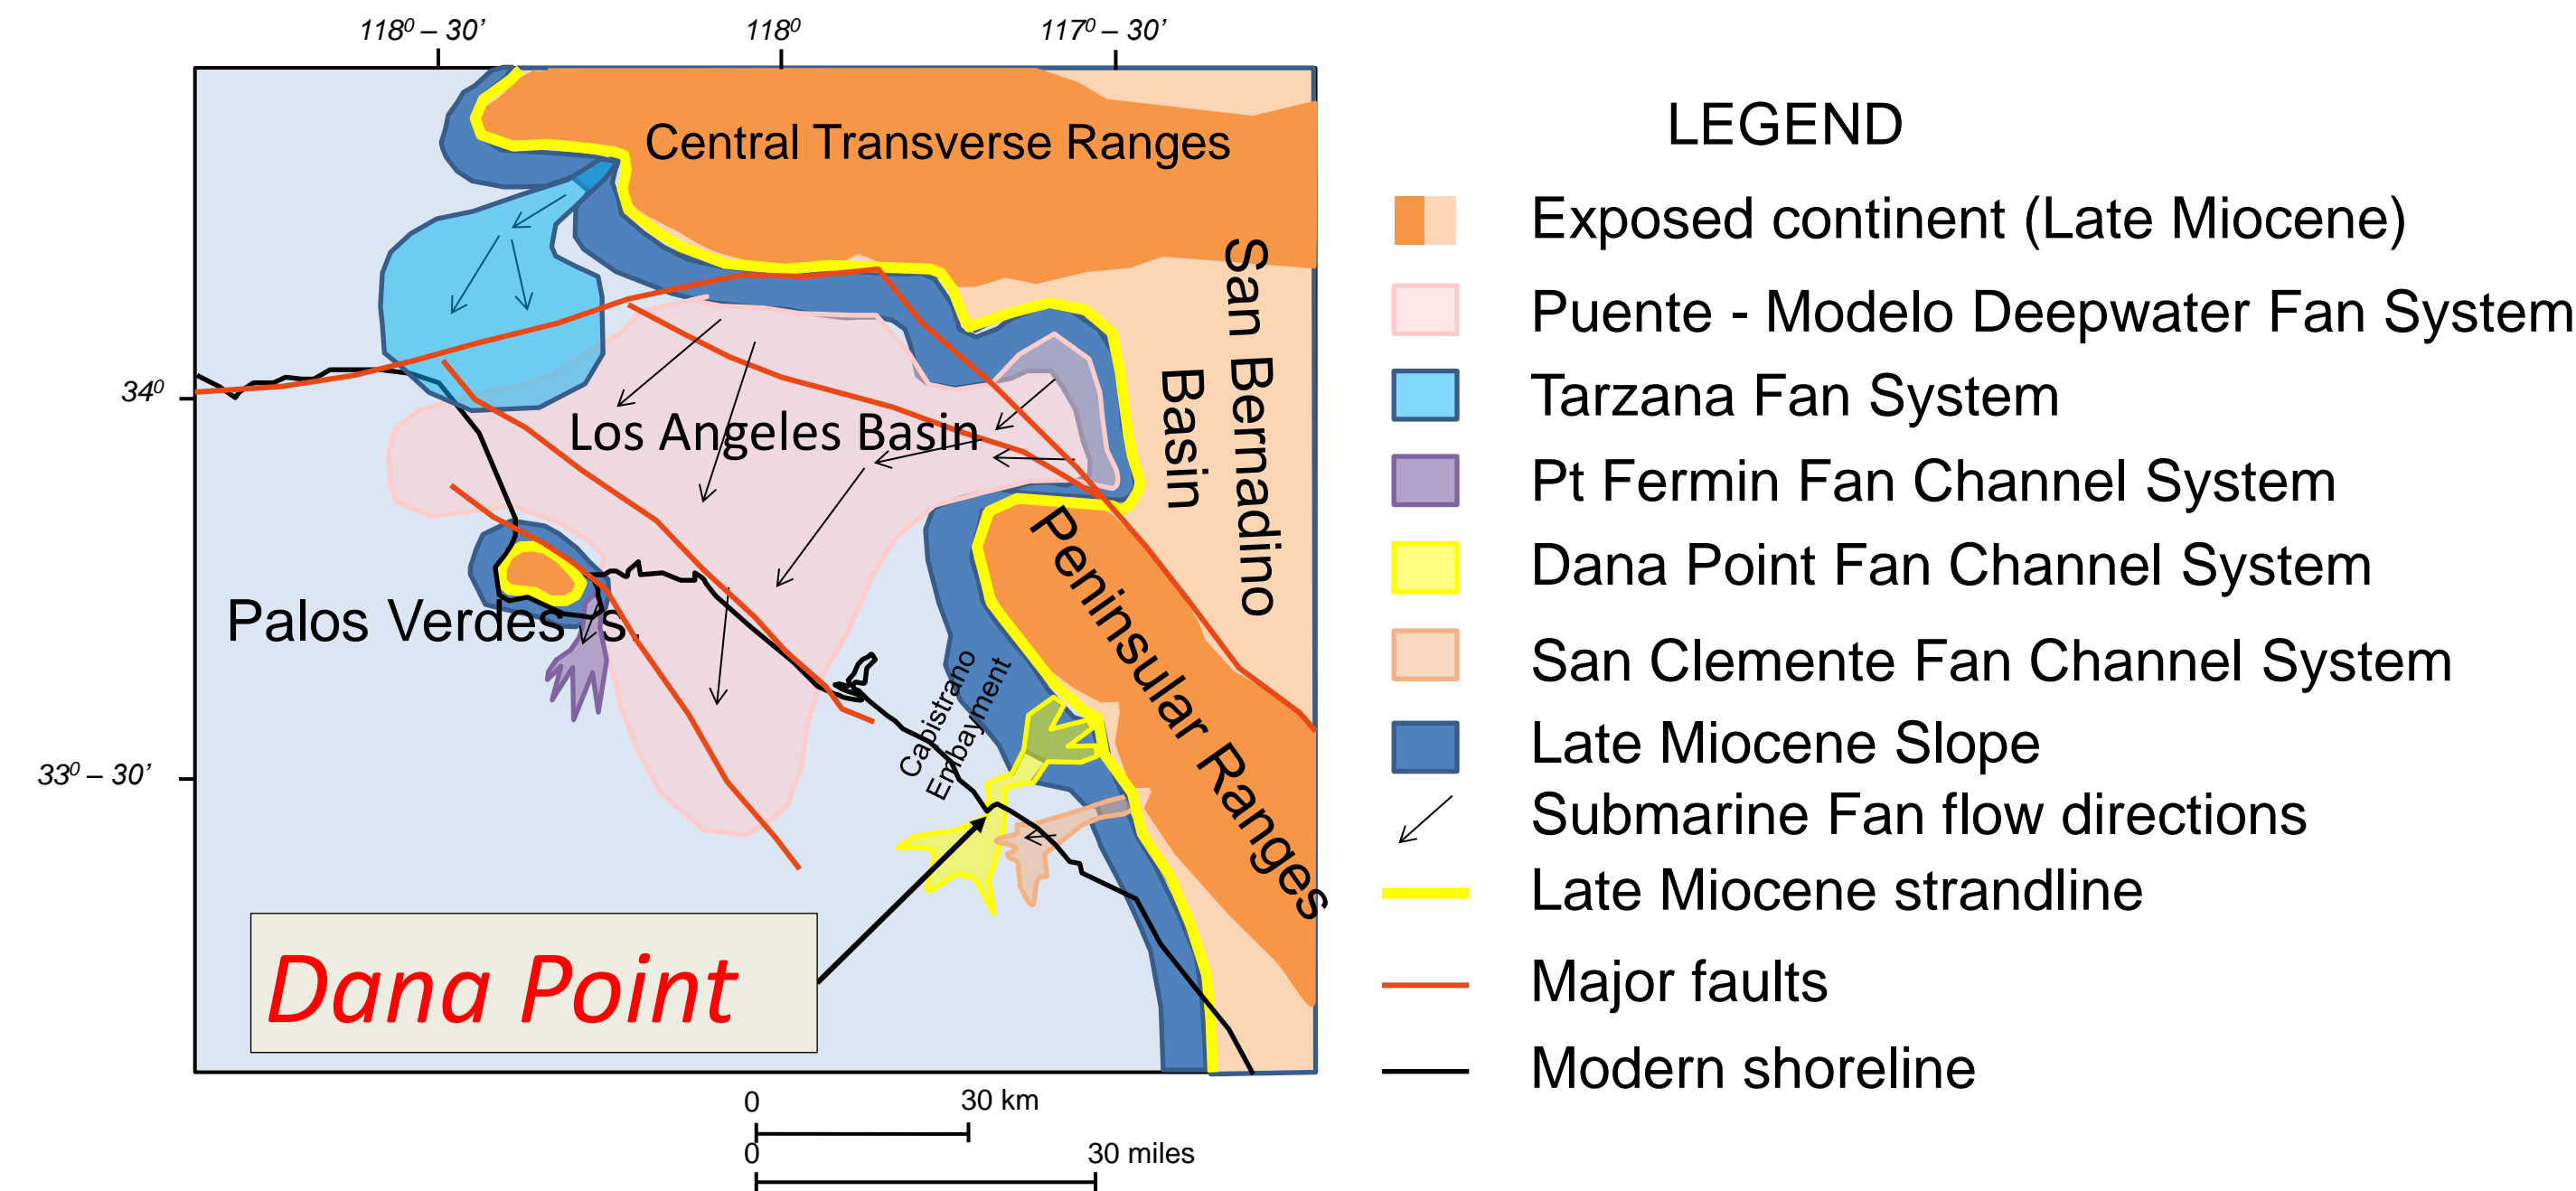 118⁰ – 30’
118⁰
117⁰ – 30’
34⁰
33⁰ – 30’
Central Transverse Ranges
San Bernadino
Basin
Los Angeles Basin
Peninsular Ranges
Palos Verdes s.
Capistrano
Embayment
Dana Point
0 30 km
0 30 miles
LEGEND
Exposed continent (Late Miocene)
Puente - Modelo Deepwater Fan System
Tarzana Fan System
Pt Fermin Fan Channel System
Dana Point Fan Channel System
San Clemente Fan Channel System
Late Miocene Slope
Submarine Fan flow directions
Late Miocene strandline
Major faults
Modern shoreline